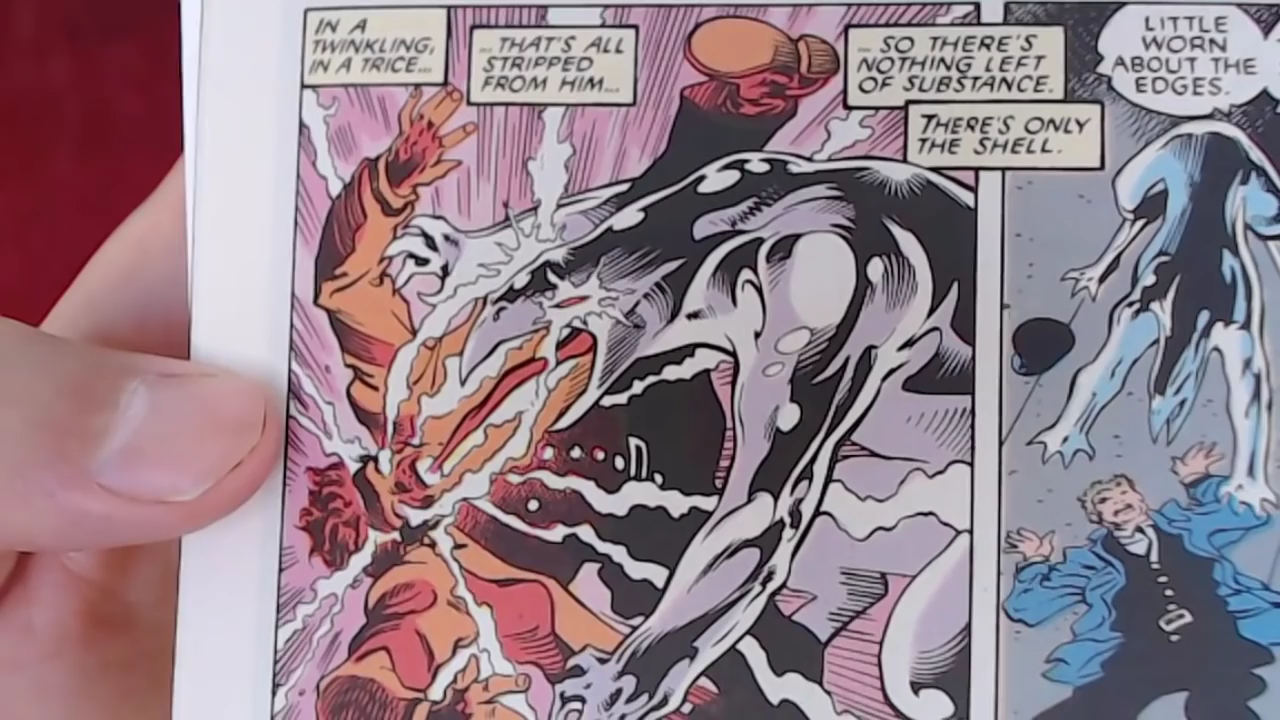 IN A
TWINKLING,
IN A TRICE...
... THAT'S ALL
STRIPPED
FROM HIM...
... SO THERE'S
NOTHING LEFT
OF SUBSTANCE.
THERE'S ONLY
THE SHELL.
LITTLE
WORN
ABOUT THE
EDGES.